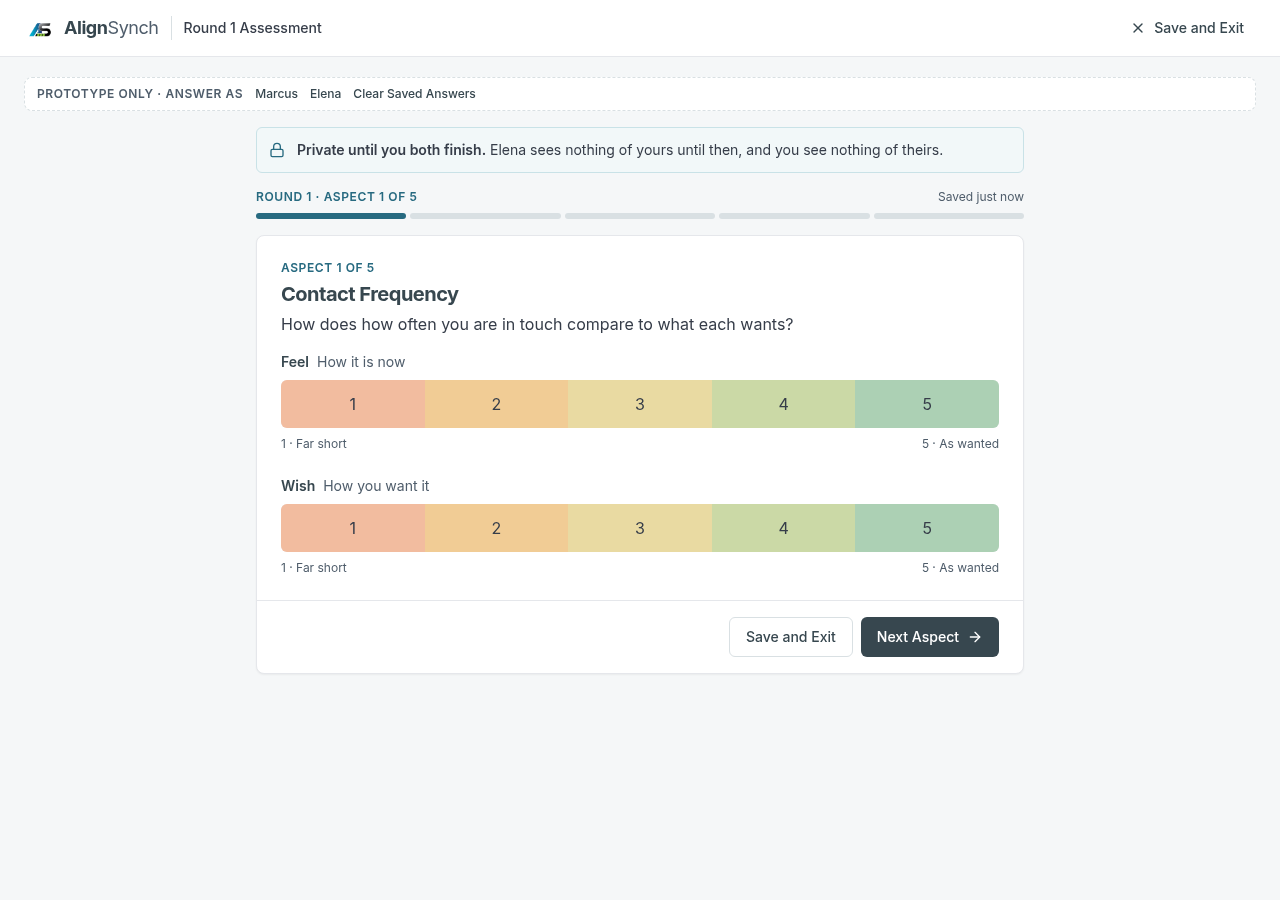 AlignSynch
Round 1 Assessment
Save and Exit
PROTOTYPE ONLY · ANSWER AS Marcus Elena Clear Saved Answers
Private until you both finish. Elena sees nothing of yours until then, and you see nothing of theirs.
ROUND 1 · ASPECT 1 OF 5
Saved just now
ASPECT 1 OF 5
Contact Frequency
How does how often you are in touch compare to what each wants?
Feel How it is now
1 2 3 4 5
1 · Far short 5 · As wanted
Wish How you want it
1 2 3 4 5
1 · Far short 5 · As wanted
Save and Exit Next Aspect